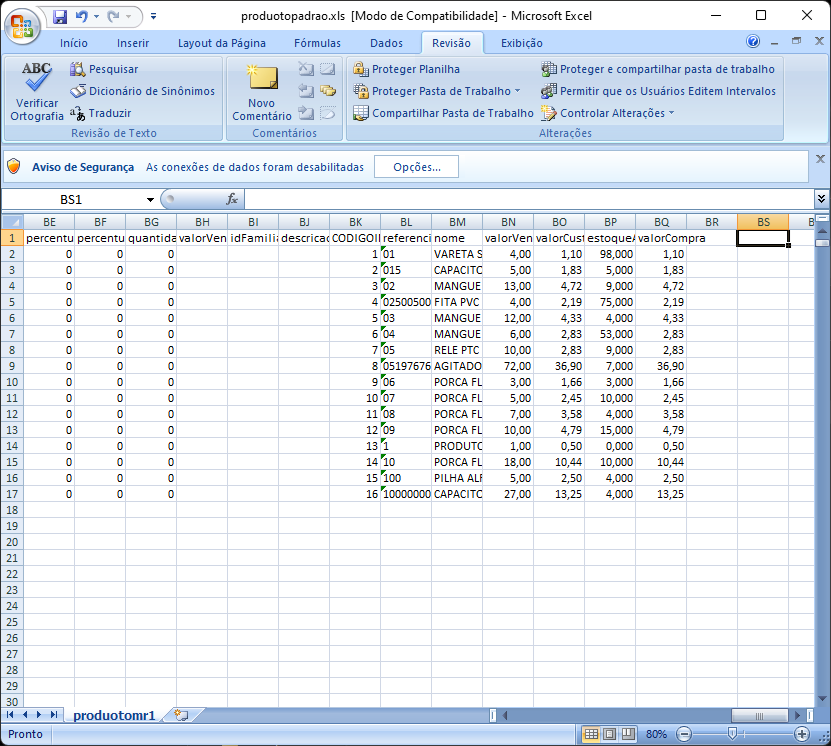 produotopadrao.xls [Modo de Compatibilidade] - Microsoft Excel
Início Inserir Layout da Página Fórmulas Dados Revisão Exibição
ABC
Verificar Ortografia
Pesquisar
Dicionário de Sinônimos
Traduzir
Revisão de Texto
Novo Comentário
Comentários
Proteger Planilha
Proteger Pasta de Trabalho
Compartilhar Pasta de Trabalho
Proteger e compartilhar pasta de trabalho
Permitir que os Usuários Editem Intervalos
Controlar Alterações
Alterações
Aviso de Segurança As conexões de dados foram desabilitadas Opções...
BS1 fx
BE BF BG BH BI BJ BK BL BM BN BO BP BQ BR BS
1 percentu percentu quantida valorVen idFamilia descricac CODIGOI referenci nome valorVen valorCust estoqueA valorCompra
2 0 0 0 1 01 VARETA S 4,00 1,10 98,000 1,10
3 0 0 0 2 015 CAPACITO 5,00 1,83 5,000 1,83
4 0 0 0 3 02 MANGUE 13,00 4,72 9,000 4,72
5 0 0 0 4 02500500 FITA PVC 4,00 2,19 75,000 2,19
6 0 0 0 5 03 MANGUE 12,00 4,33 4,000 4,33
7 0 0 0 6 04 MANGUE 6,00 2,83 53,000 2,83
8 0 0 0 7 05 RELE PTC 10,00 2,83 9,000 2,83
9 0 0 0 8 05197676 AGITADO 72,00 36,90 7,000 36,90
10 0 0 0 9 06 PORCA FL 3,00 1,66 3,000 1,66
11 0 0 0 10 07 PORCA FL 5,00 2,45 10,000 2,45
12 0 0 0 11 08 PORCA FL 7,00 3,58 4,000 3,58
13 0 0 0 12 09 PORCA FL 10,00 4,79 15,000 4,79
14 0 0 0 13 1 PRODUTO 1,00 0,50 0,000 0,50
15 0 0 0 14 10 PORCA FL 18,00 10,44 10,000 10,44
16 0 0 0 15 100 PILHA ALF 5,00 2,50 4,000 2,50
17 0 0 0 16 10000000 CAPACITO 27,00 13,25 4,000 13,25
18
19
20
21
22
23
24
25
26
27
28
29
30
produotomr1
Pronto 80%